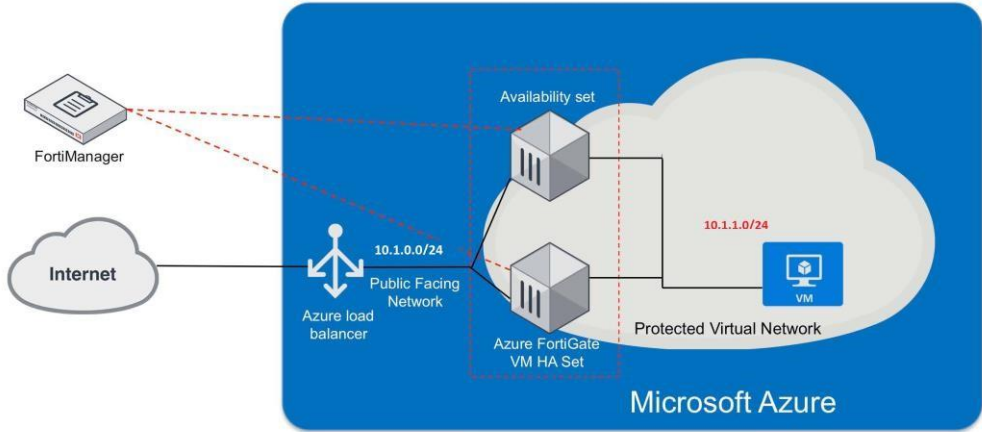 Availability set
FortiManager
10.1.1.0/24
10.1.0.0/24
Internet
Public Facing
Network
VM
Azure load
balancer
Protected Virtual Network
Azure FortiGate
VM HA Set
Microsoft Azure